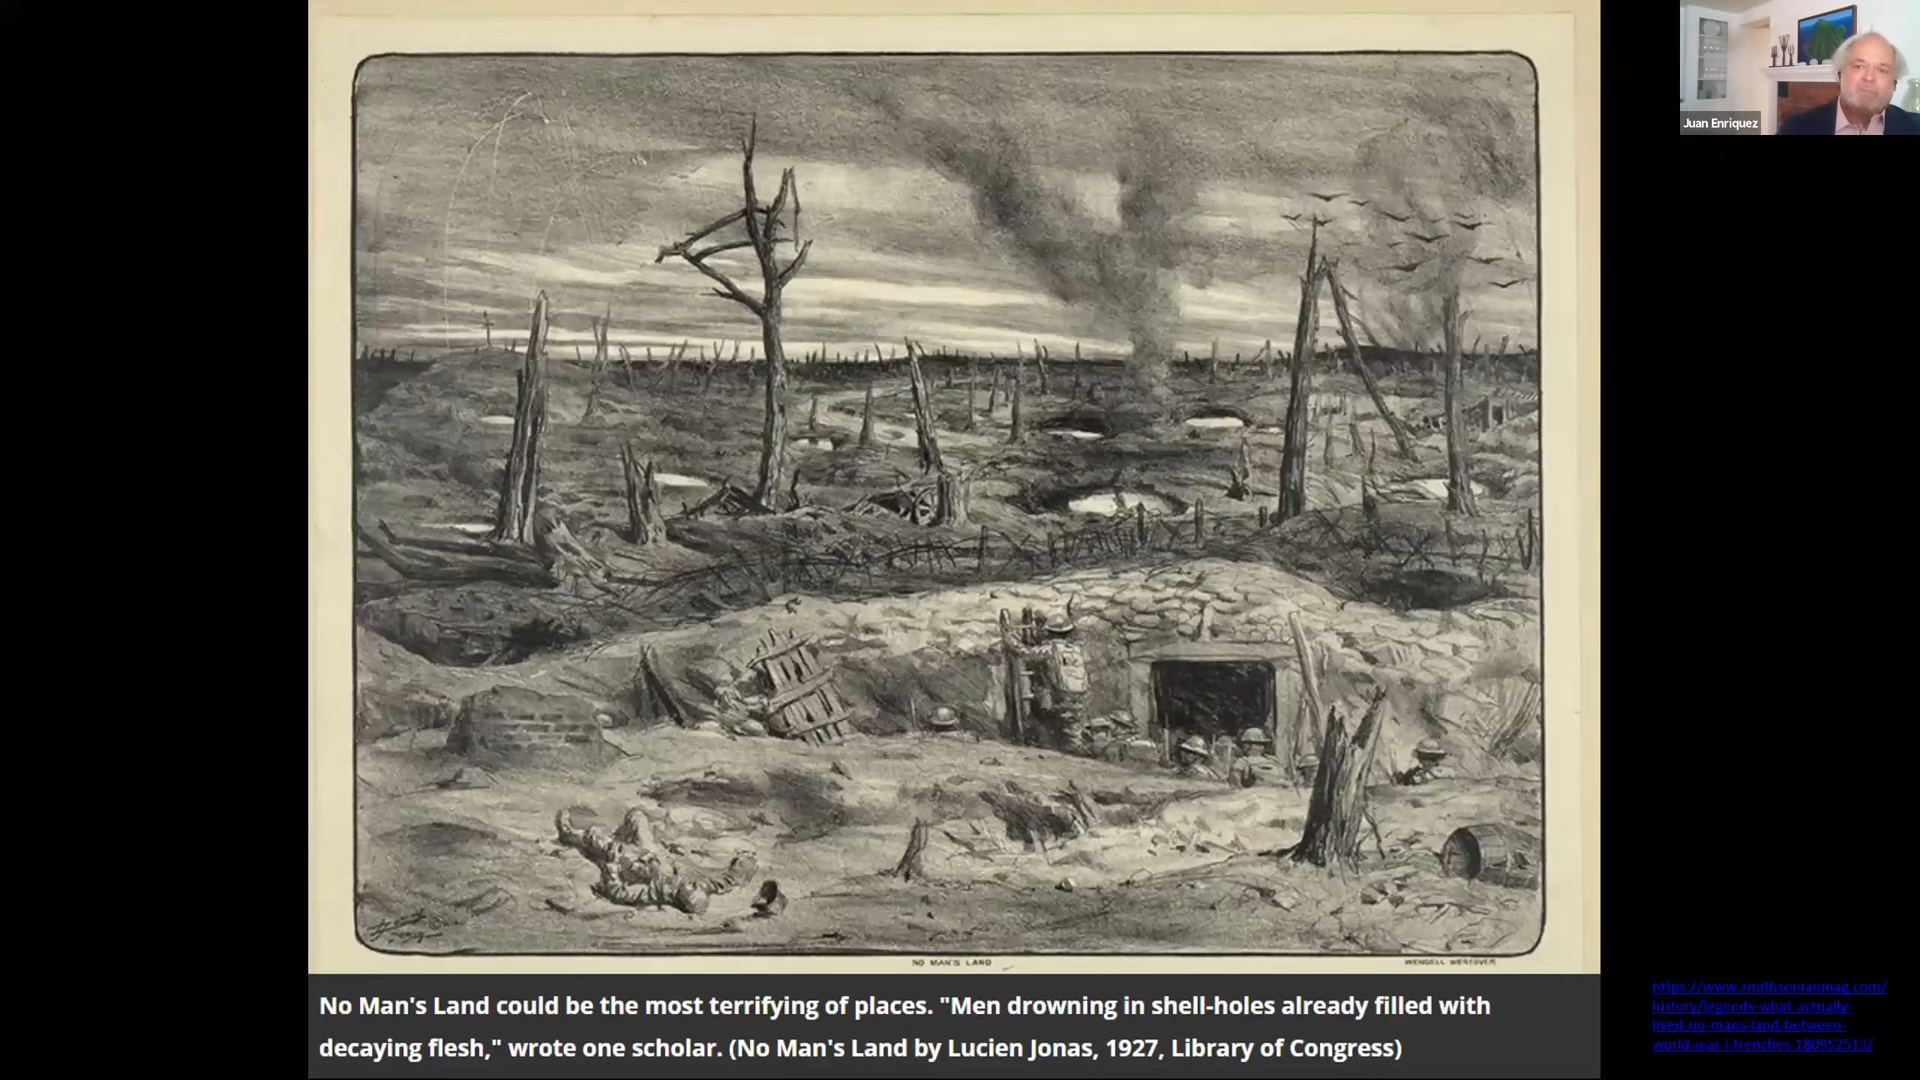 Juan Enriquez
NO MAN'S LAND
WENDELL WESTOVER
No Man's Land could be the most terrifying of places. "Men drowning in shell-holes already filled with
decaying flesh," wrote one scholar. (No Man's Land by Lucien Jonas, 1927, Library of Congress)
https://www.smithsonianmag.com/
history/legends-what-actually-
lived-no-mans-land-between-
world-war-i-trenches-180952513/